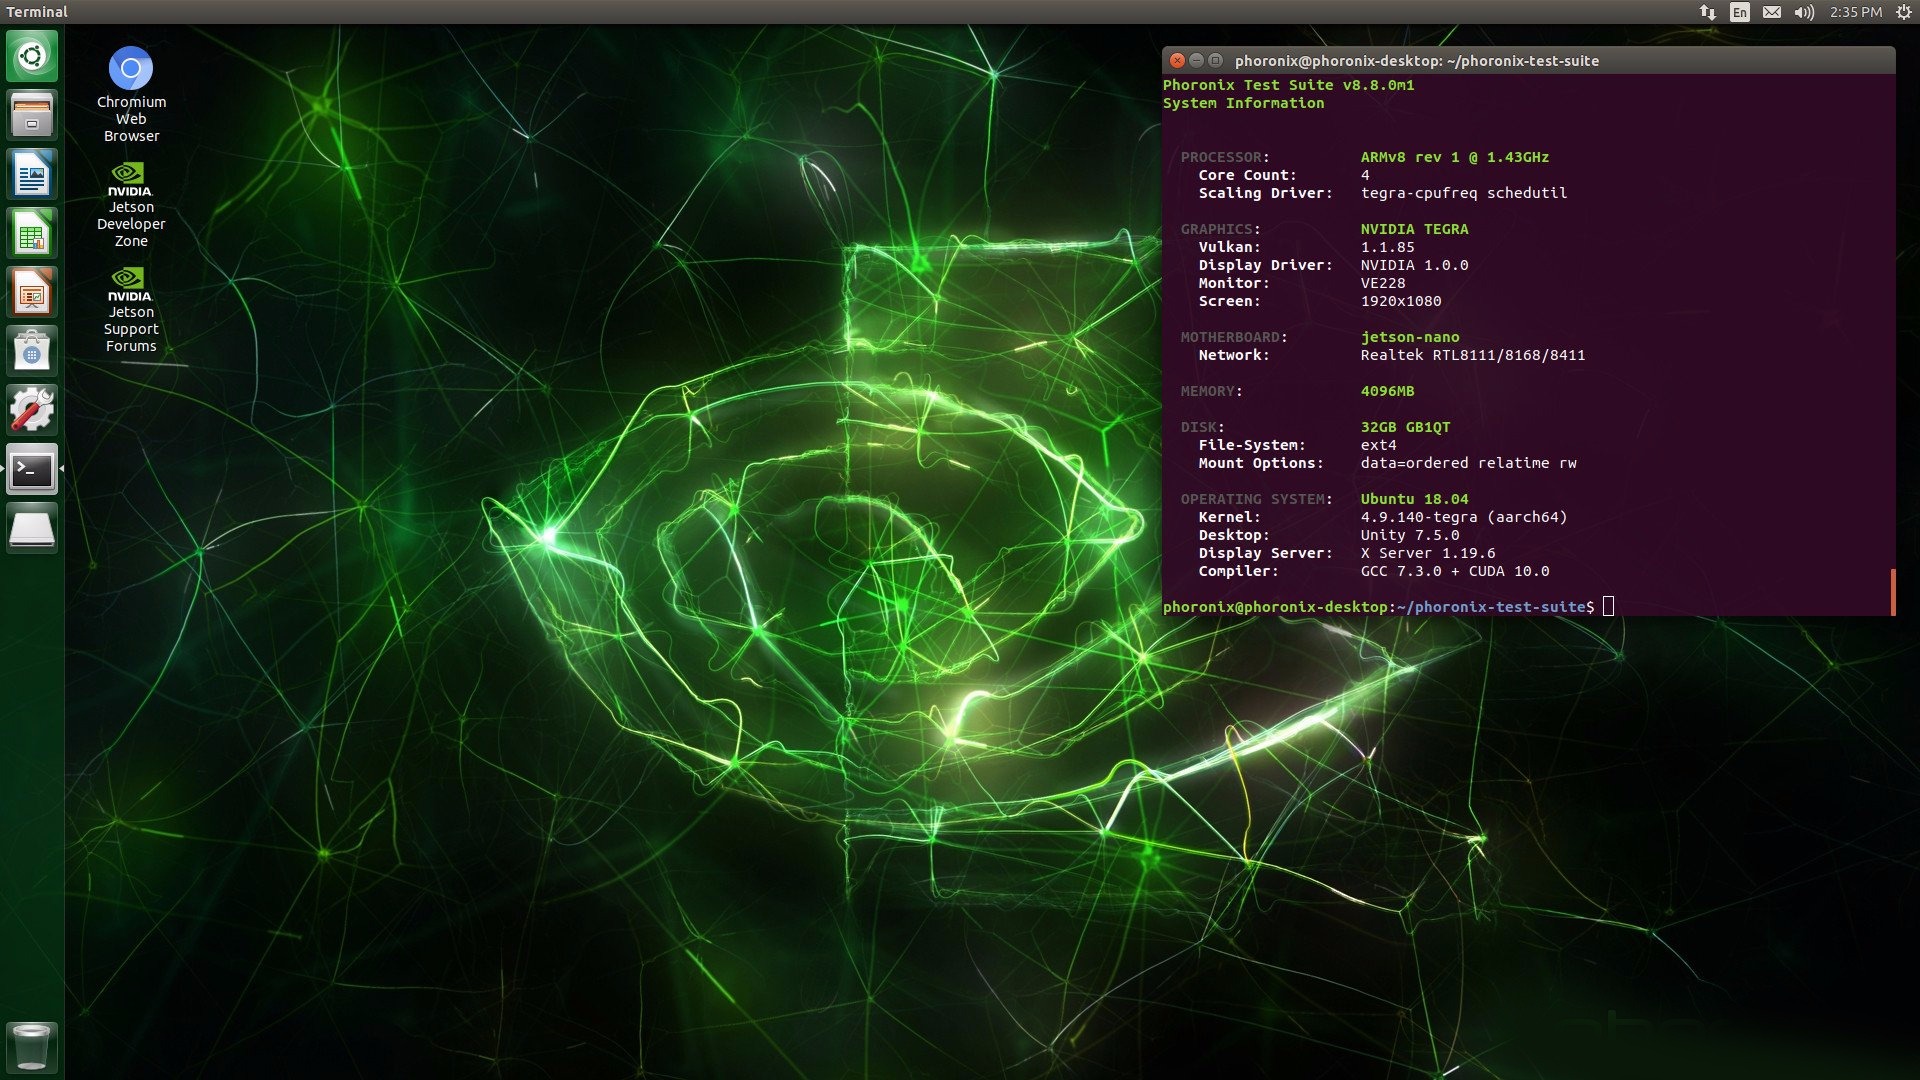 Terminal
En
2:35 PM
Chromium
Web
Browser
NVIDIA.
Jetson
Developer
Zone
NVIDIA.
Jetson
Support
Forums
phoronix@phoronix-desktop: ~/phoronix-test-suite
Phoronix Test Suite v8.8.0m1
System Information
PROCESSOR: ARMv8 rev 1 @ 1.43GHz
Core Count: 4
Scaling Driver: tegra-cpufreq schedutil
GRAPHICS: NVIDIA TEGRA
Vulkan: 1.1.85
Display Driver: NVIDIA 1.0.0
Monitor: VE228
Screen: 1920x1080
MOTHERBOARD: jetson-nano
Network: Realtek RTL8111/8168/8411
MEMORY: 4096MB
DISK: 32GB GB1QT
File-System: ext4
Mount Options: data=ordered relatime rw
OPERATING SYSTEM: Ubuntu 18.04
Kernel: 4.9.140-tegra (aarch64)
Desktop: Unity 7.5.0
Display Server: X Server 1.19.6
Compiler: GCC 7.3.0 + CUDA 10.0
phoronix@phoronix-desktop:~/phoronix-test-suite$